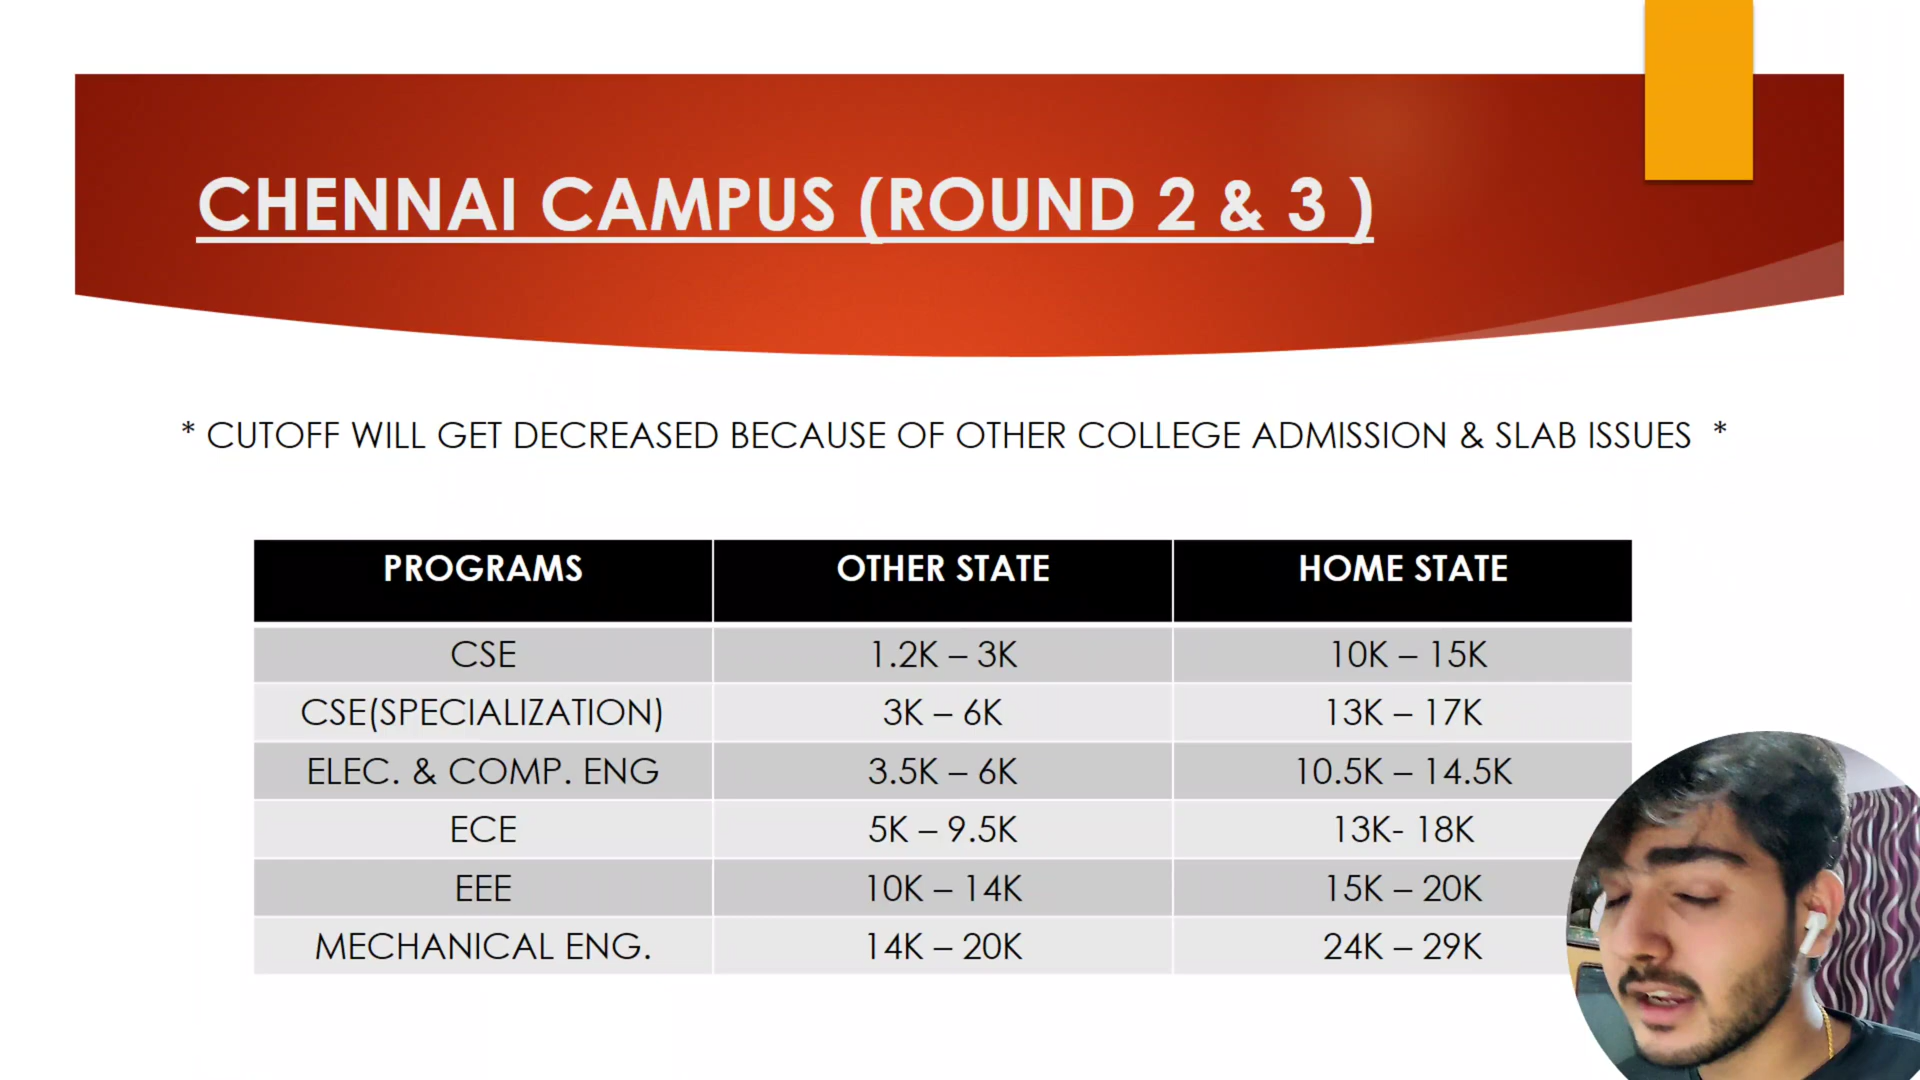 CHENNAI CAMPUS (ROUND 2 & 3 )
* CUTOFF WILL GET DECREASED BECAUSE OF OTHER COLLEGE ADMISSION & SLAB ISSUES *
PROGRAMS OTHER STATE HOME STATE
CSE 1.2K – 3K 10K – 15K
CSE(SPECIALIZATION) 3K – 6K 13K – 17K
ELEC. & COMP. ENG 3.5K – 6K 10.5K – 14.5K
ECE 5K – 9.5K 13K- 18K
EEE 10K – 14K 15K – 20K
MECHANICAL ENG. 14K – 20K 24K – 29K